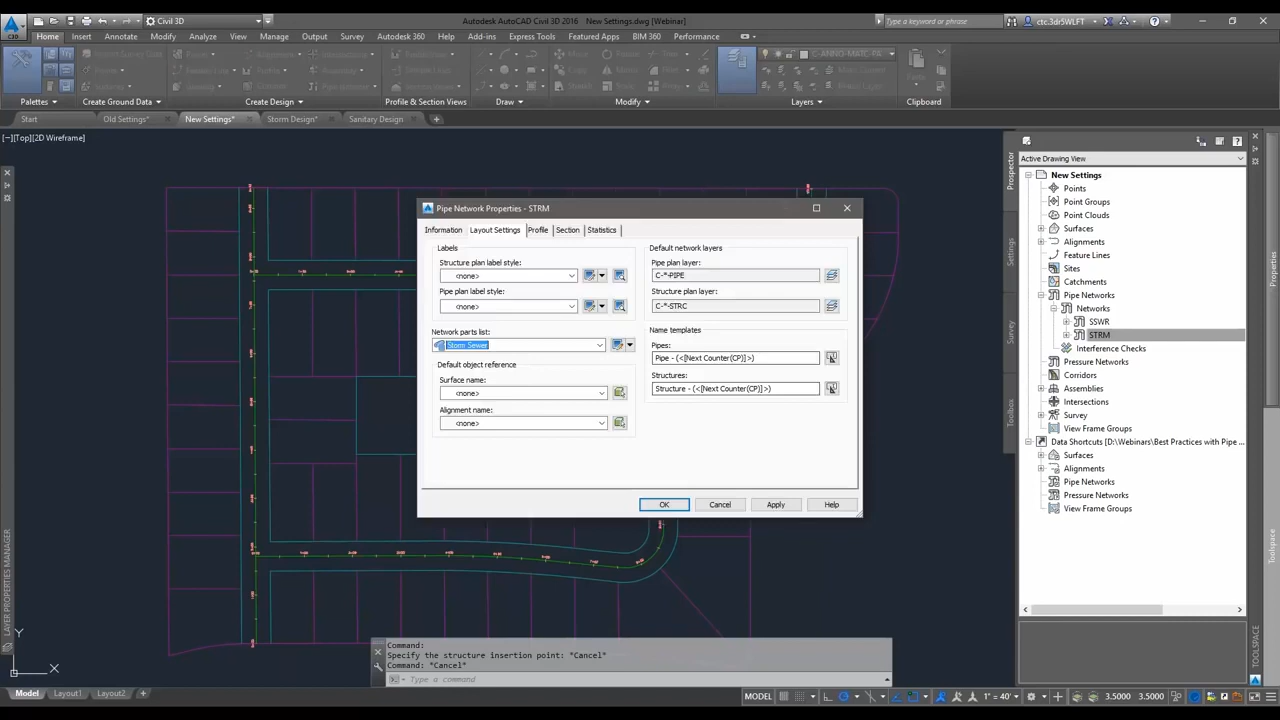 Civil 3D
Autodesk AutoCAD Civil 3D 2016   New Settings.dwg [Webinar]
Type a keyword or phrase
ctc.3dr5WLFT
Home Insert Annotate Modify Analyze View Manage Output Survey Autodesk 360 Help Add-ins Express Tools Featured Apps BIM 360 Performance
C-ANNO-MATC-PA
Paste
Palettes Create Ground Data Create Design Profile & Section Views Draw Modify Layers Clipboard
Start Old Settings* New Settings* Storm Design* Sanitary Design
[−][Top][2D Wireframe]
Pipe Network Properties - STRM
Information Layout Settings Profile Section Statistics
Labels
Structure plan label style:
<none>
Pipe plan label style:
<none>
Network parts list:
Storm Sewer
Default object reference
Surface name:
<none>
Alignment name:
<none>
Default network layers
Pipe plan layer:
C-*-PIPE
Structure plan layer:
C-*-STRC
Name templates
Pipes:
Pipe - (<[Next Counter(CP)]>)
Structures:
Structure - (<[Next Counter(CP)]>)
OK Cancel Apply Help
Active Drawing View
New Settings
Points
Point Groups
Point Clouds
Surfaces
Alignments
Feature Lines
Sites
Catchments
Pipe Networks
Networks
SSWR
STRM
Interference Checks
Pressure Networks
Corridors
Assemblies
Intersections
Survey
View Frame Groups
Data Shortcuts [D:\Webinars\Best Practices with Pipe ...
Surfaces
Alignments
Pipe Networks
Pressure Networks
View Frame Groups
Prospector
Settings
Survey
Toolbox
Properties
Toolspace
TOOLSPACE
LAYER PROPERTIES MANAGER
Y
X
Command:
Specify the structure insertion point: *Cancel*
Command: *Cancel*
Type a command
Model Layout1 Layout2
MODEL 1" = 40' 3.5000 3.5000